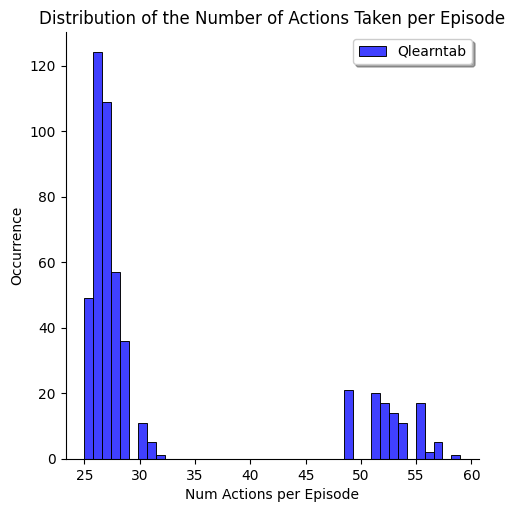 Distribution of the Number of Actions Taken per Episode
Qlearntab
120
100
80
60
40
20
0
Occurrence
25 30 35 40 45 50 55 60
Num Actions per Episode